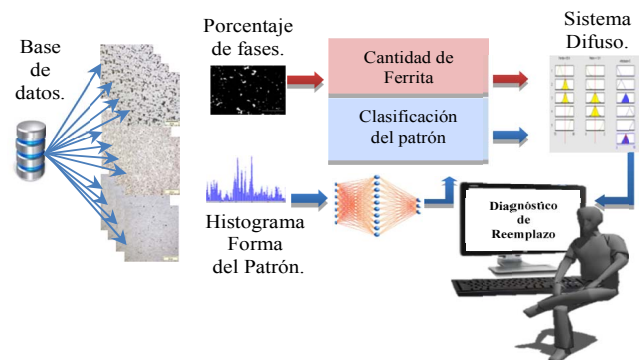 Base
de
datos.
Porcentaje
de fases.
Cantidad de
Ferrita
Clasificación
del patrón
Sistema
Difuso.
Histograma
Forma
del Patrón.
Diagnòstico
de
Reemplazo